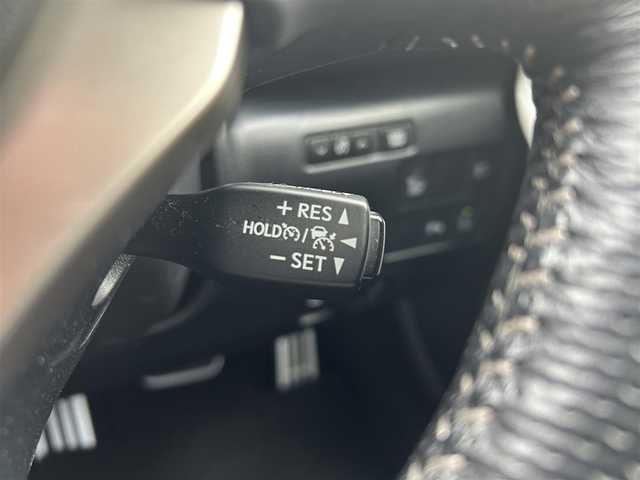 + RES ▲
HOLD / ◀
− SET ▼